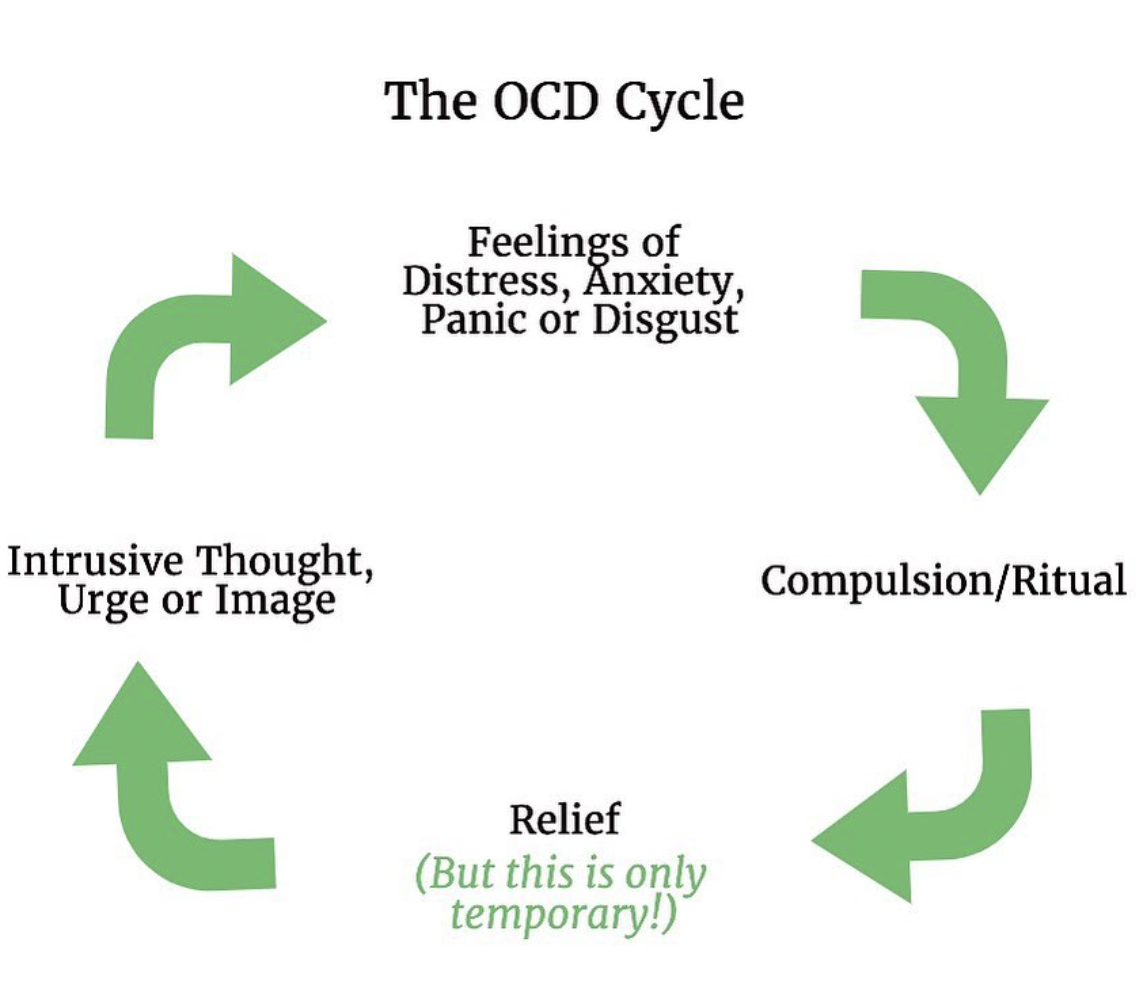 The OCD Cycle
Feelings of
Distress, Anxiety,
Panic or Disgust
Intrusive Thought,
Urge or Image
Compulsion/Ritual
Relief
(But this is only
temporary!)